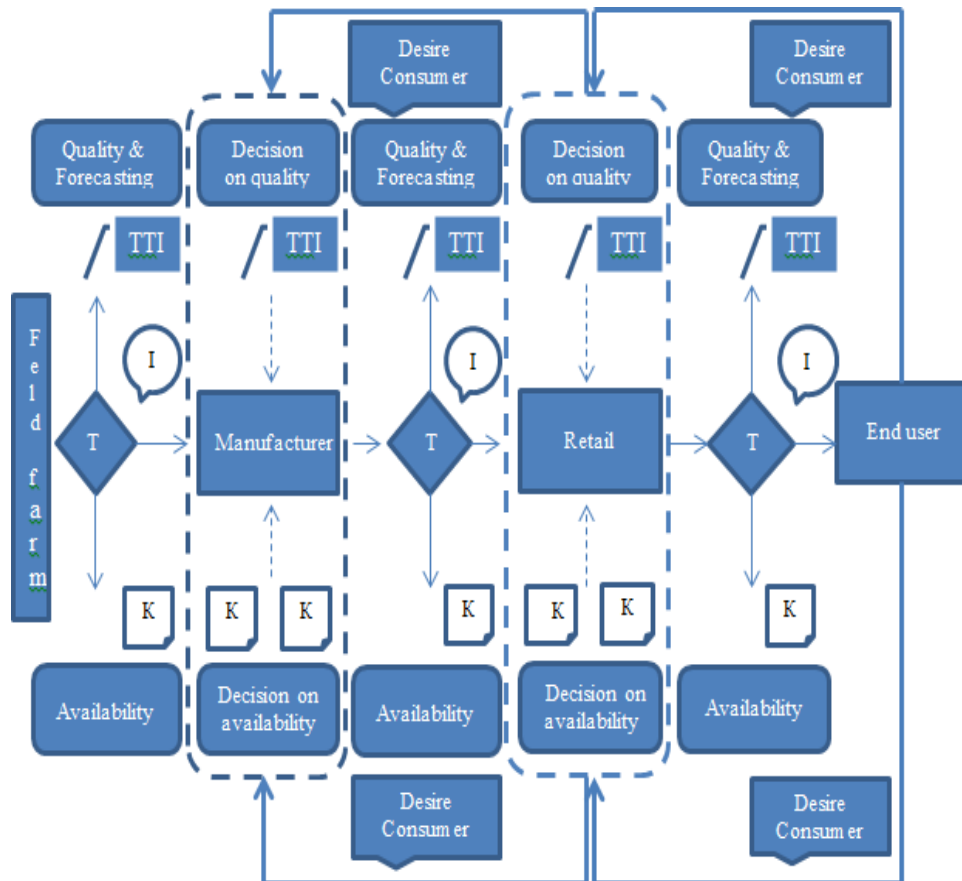 Desire
Consumer
Desire
Consumer
Quality &
Forecasting
Decision
on quality
Quality &
Forecasting
Decision
on quality
Quality &
Forecasting
TTI
TTI
TTI
TTI
TTI
Feld farm
I
I
I
T
Manufacturer
T
Retail
T
End user
K
K
K
K
K
K
K
Availability
Decision on
availability
Availability
Decision on
availability
Availability
Desire
Consumer
Desire
Consumer